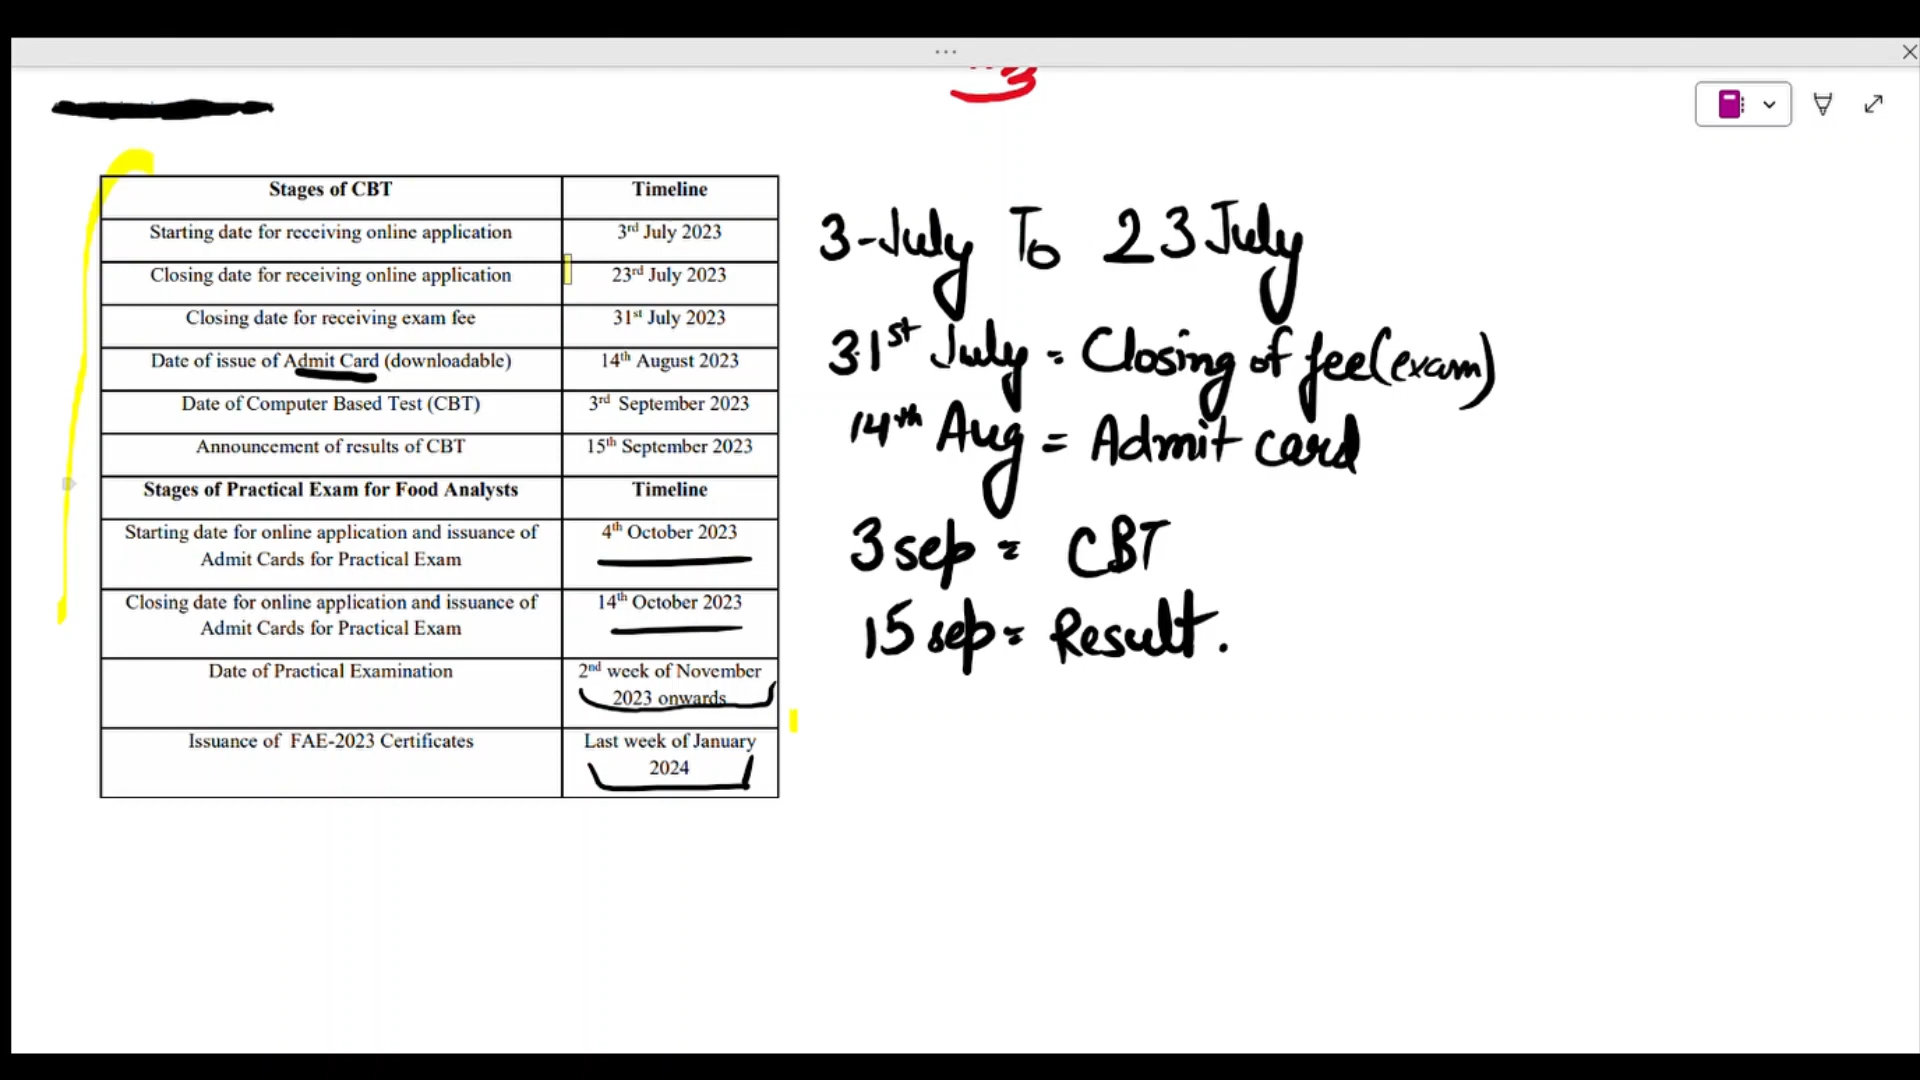 Stages of CBT Timeline
Starting date for receiving online application 3rd July 2023
Closing date for receiving online application 23rd July 2023
Closing date for receiving exam fee 31st July 2023
Date of issue of Admit Card (downloadable) 14th August 2023
Date of Computer Based Test (CBT) 3rd September 2023
Announcement of results of CBT 15th September 2023
Stages of Practical Exam for Food Analysts Timeline
Starting date for online application and issuance of
Admit Cards for Practical Exam
4th October 2023
Closing date for online application and issuance of
Admit Cards for Practical Exam
14th October 2023
Date of Practical Examination
2nd week of November
2023 onwards
Issuance of FAE-2023 Certificates
Last week of January
2024
3-July To 23 July
31st July = Closing of fee(exam)
14th Aug = Admit card
3 sep = CBT
15 sep = Result.